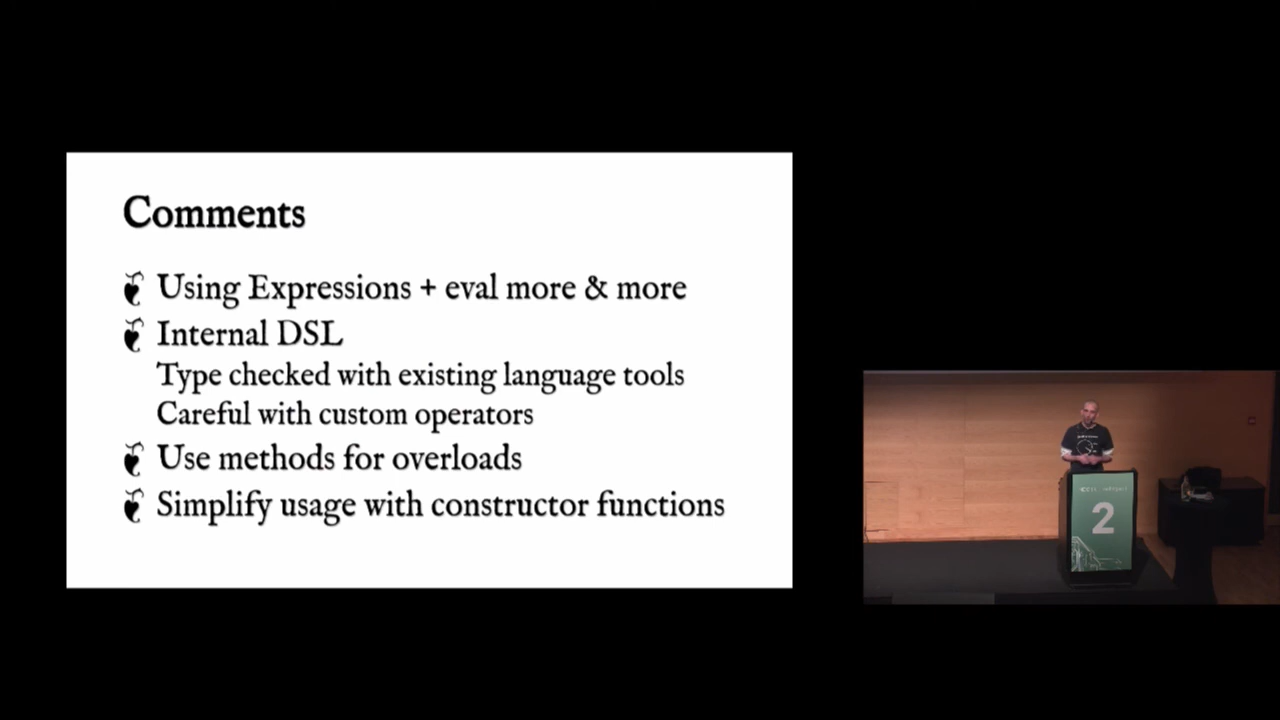 Comments
Using Expressions + eval more & more
Internal DSL
Type checked with existing language tools
Careful with custom operators
Use methods for overloads
Simplify usage with constructor functions
2